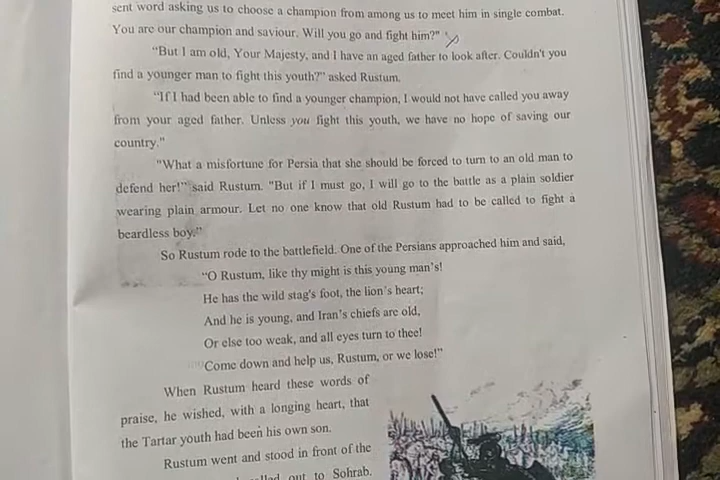 sent word asking us to choose a champion from among us to meet him in single combat.
You are our champion and saviour. Will you go and fight him?"
"But I am old, Your Majesty, and I have an aged father to look after. Couldn't you
find a younger man to fight this youth?" asked Rustum.
"If I had been able to find a younger champion, I would not have called you away
from your aged father. Unless you fight this youth, we have no hope of saving our
country."
"What a misfortune for Persia that she should be forced to turn to an old man to
defend her!" said Rustum. "But if I must go, I will go to the battle as a plain soldier
wearing plain armour. Let no one know that old Rustum had to be called to fight a
beardless boy."
So Rustum rode to the battlefield. One of the Persians approached him and said,
"O Rustum, like thy might is this young man's!
He has the wild stag's foot, the lion's heart;
And he is young, and Iran's chiefs are old,
Or else too weak, and all eyes turn to thee!
Come down and help us, Rustum, or we lose!"
When Rustum heard these words of
praise, he wished, with a longing heart, that
the Tartar youth had been his own son.
Rustum went and stood in front of the
out to Sohrab.